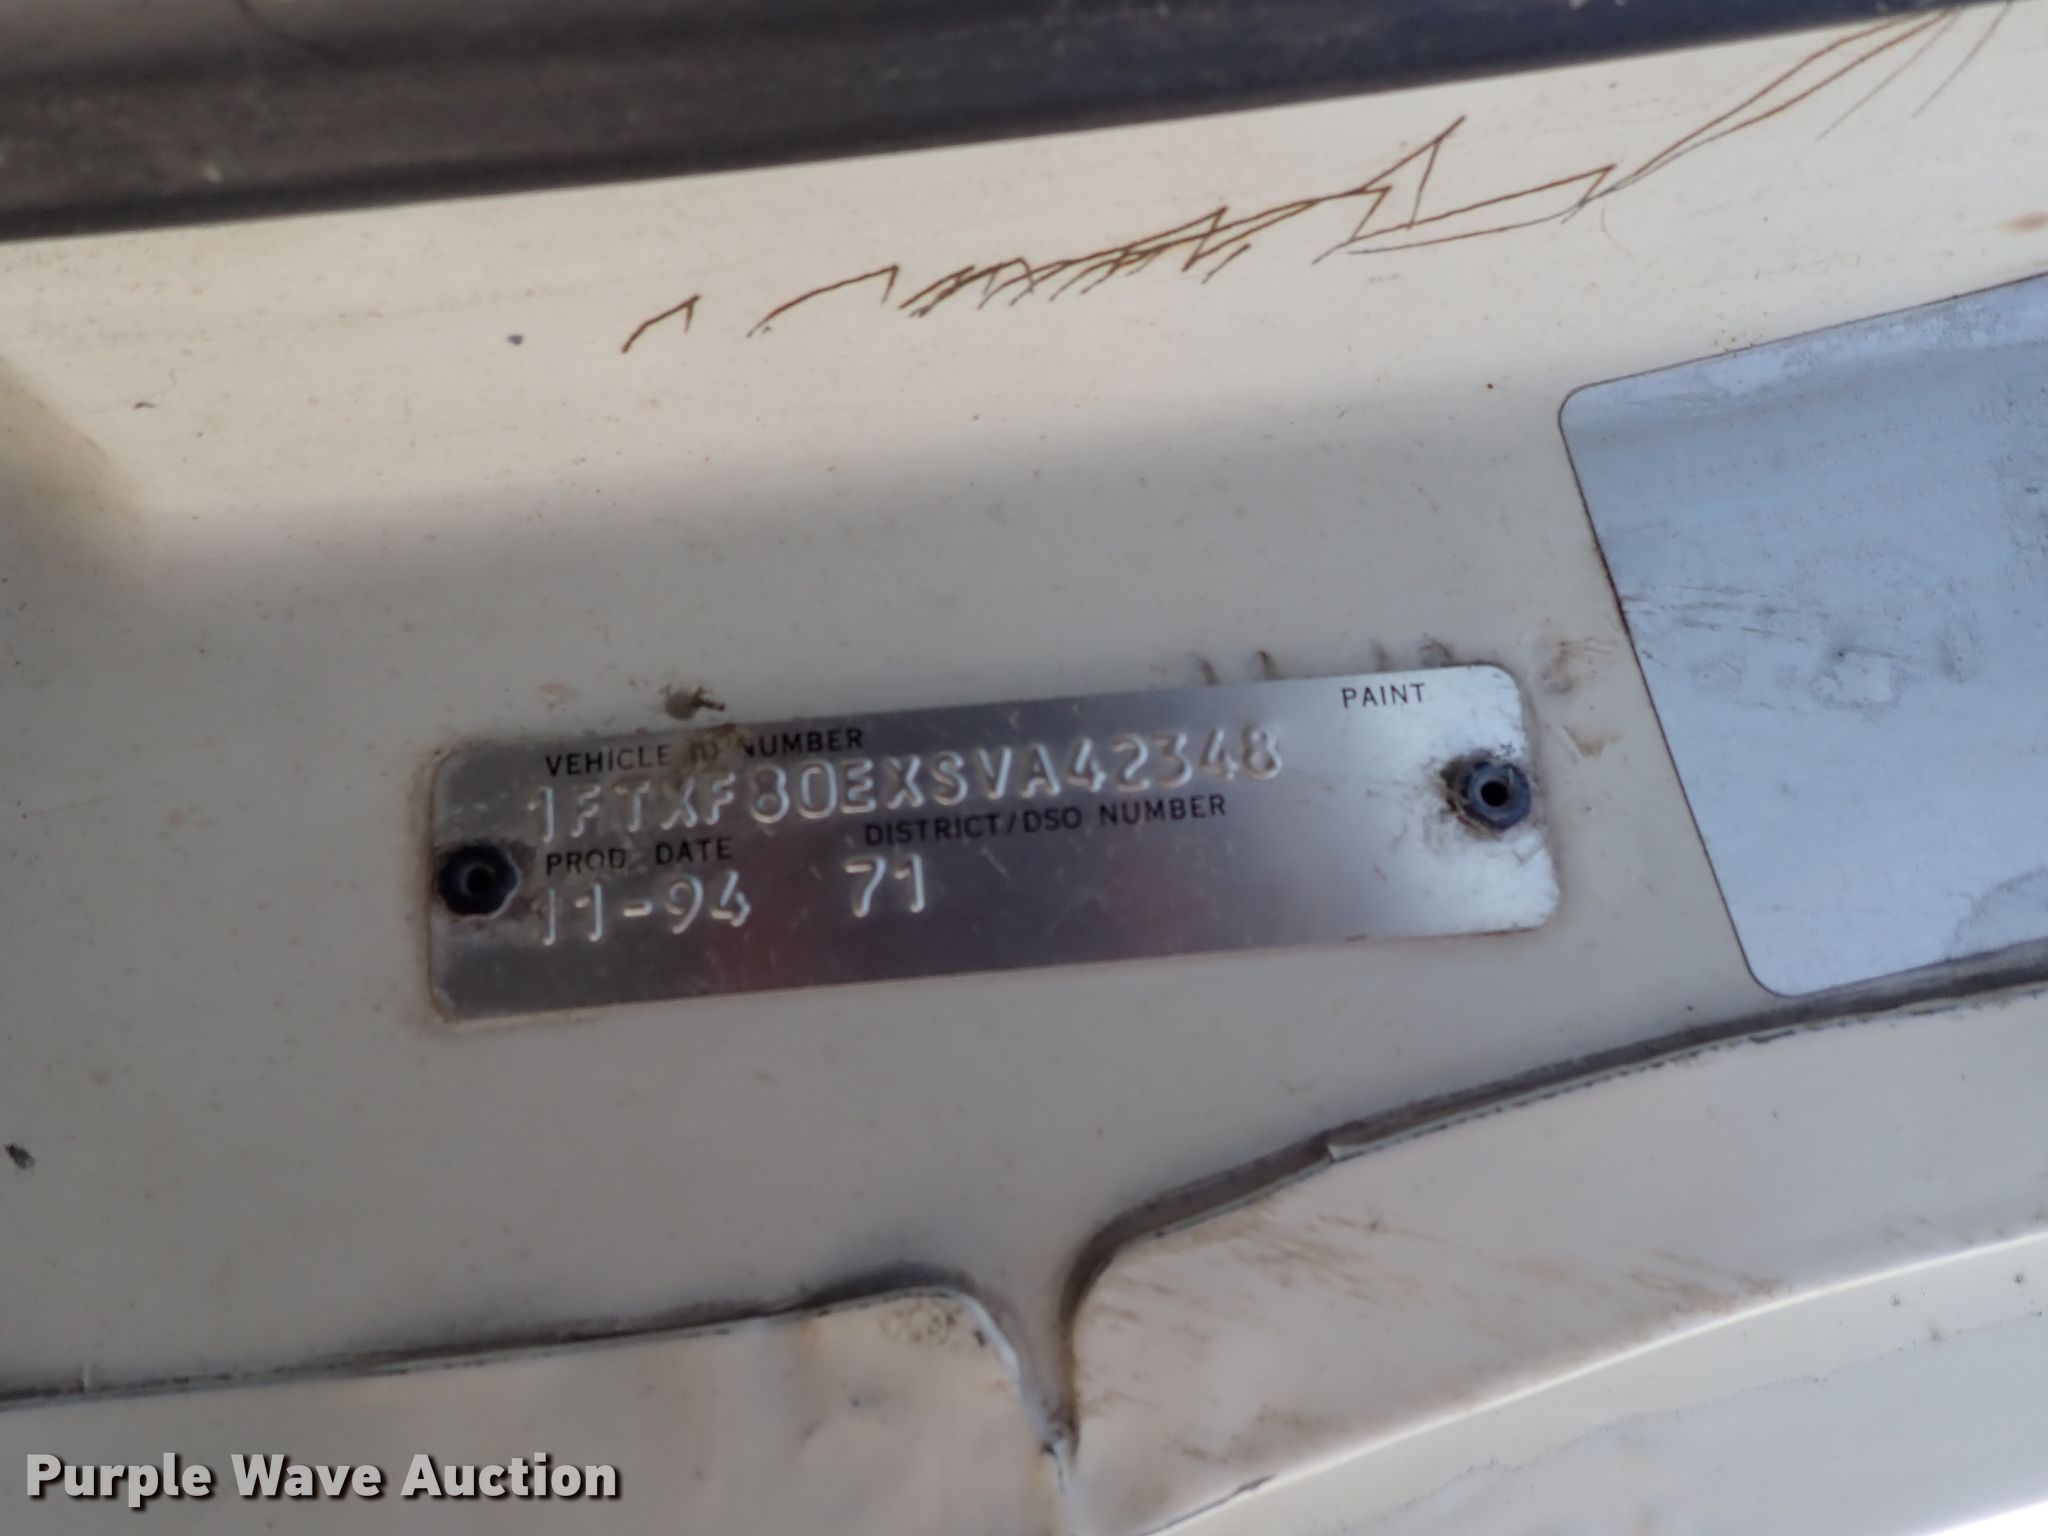 PAINT
VEHICLE ID NUMBER
1FTXF80EXSVA42348
PROD. DATE DISTRICT/DSO NUMBER
11-94 71
Purple Wave Auction